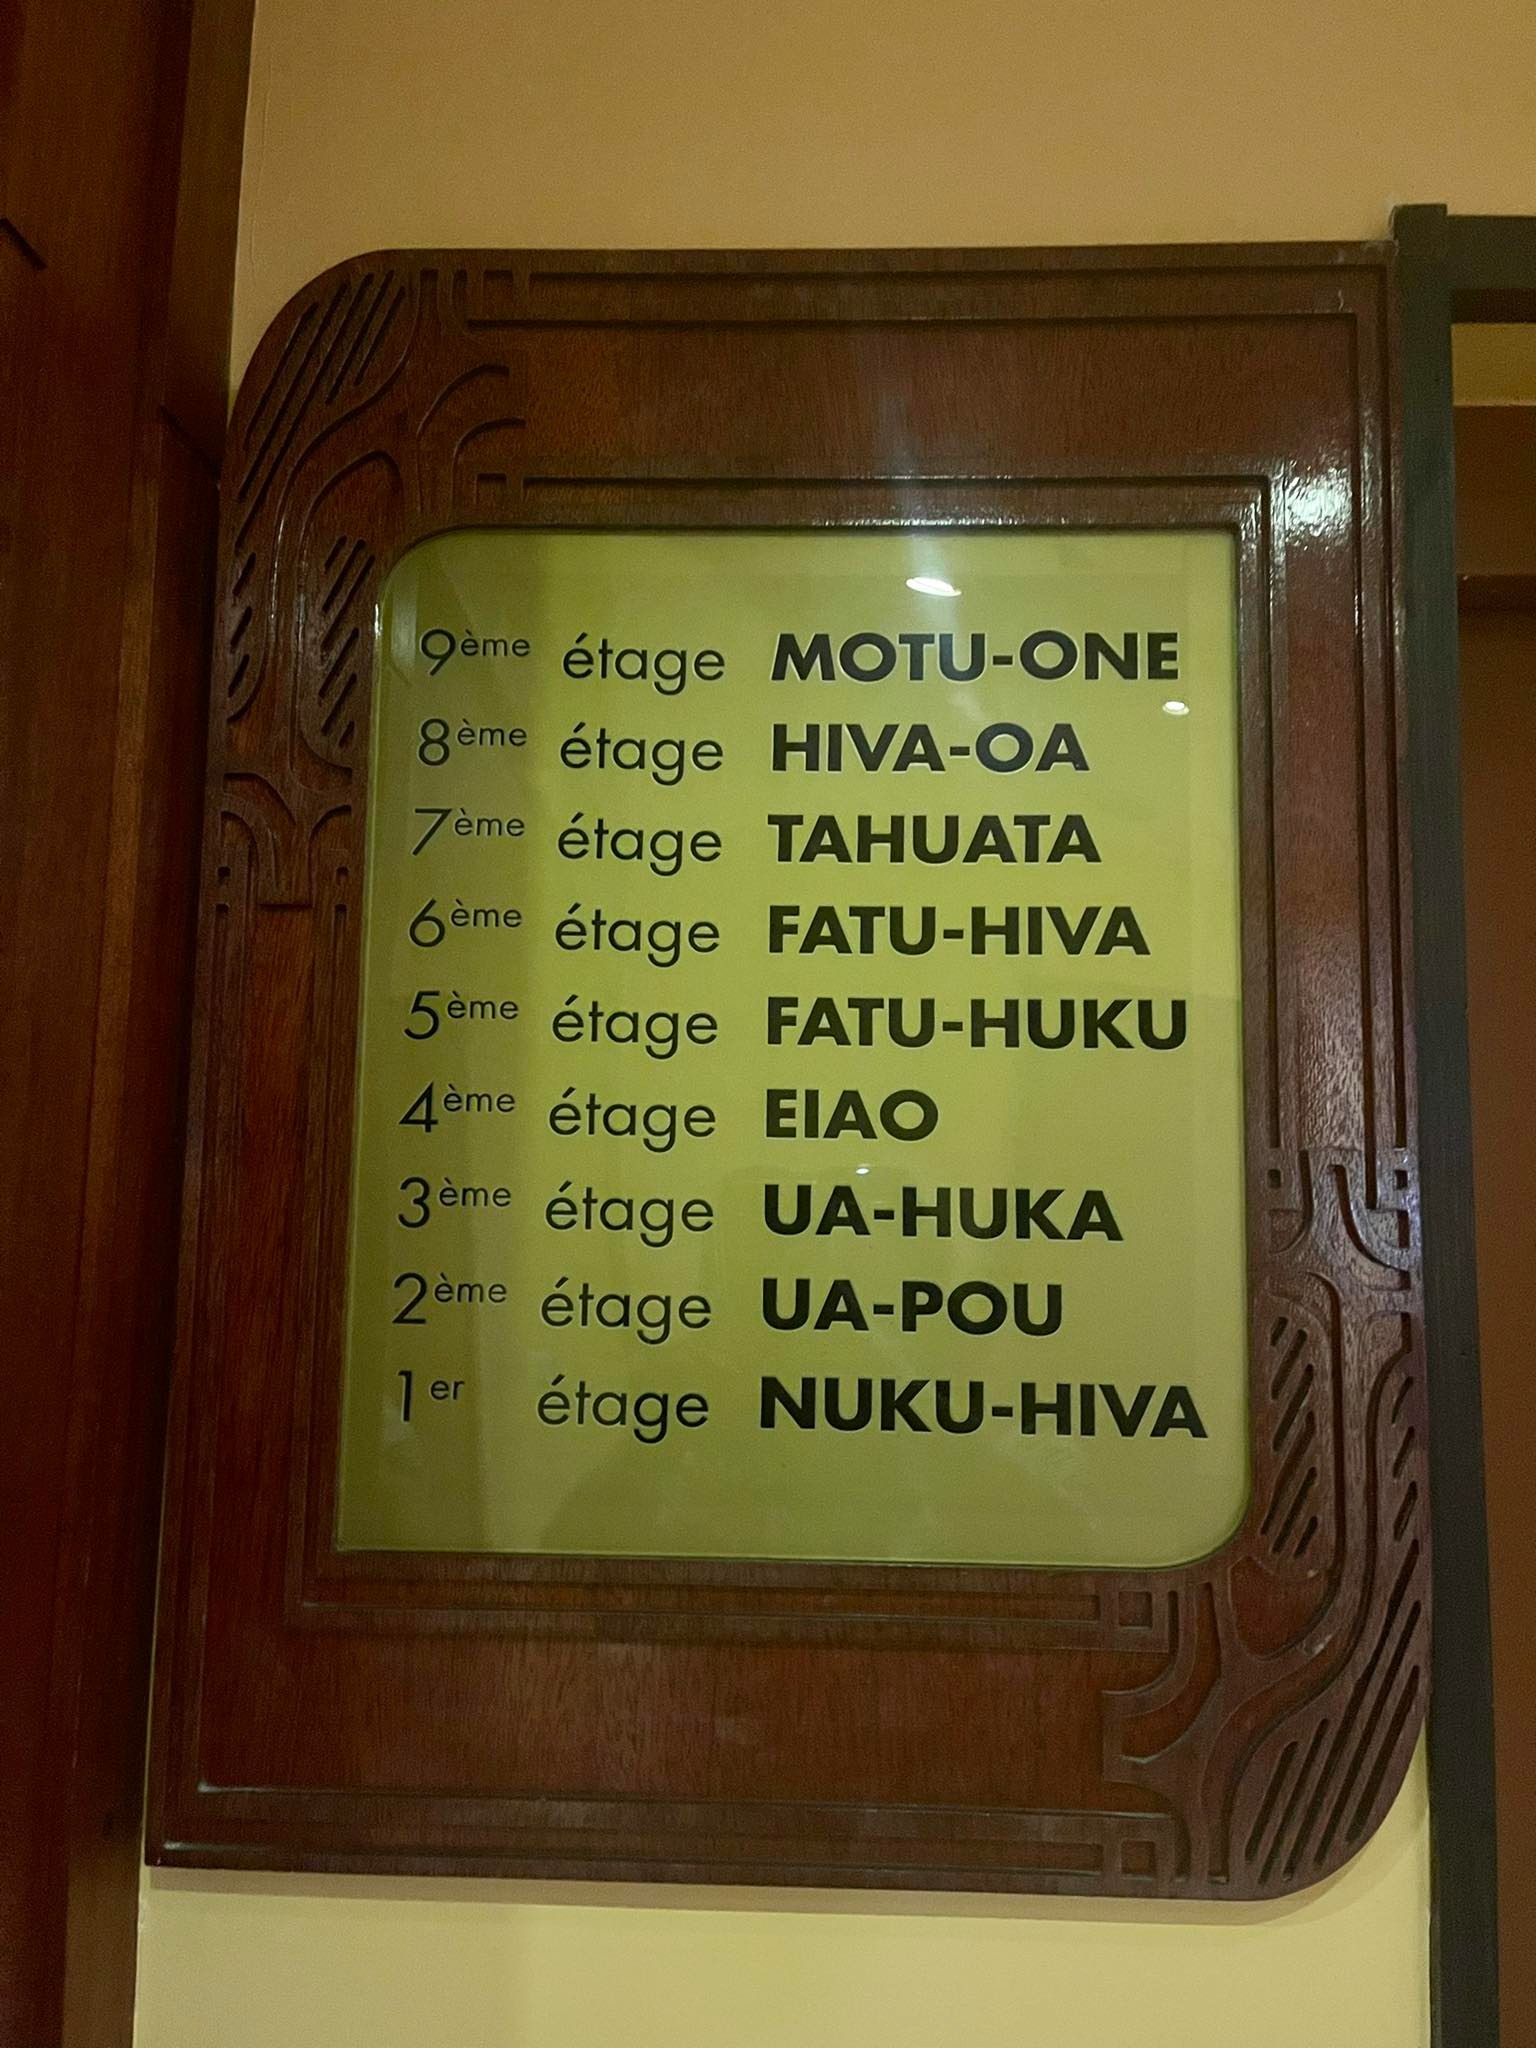 9ème étage MOTU-ONE
8ème étage HIVA-OA
7ème étage TAHUATA
6ème étage FATU-HIVA
5ème étage FATU-HUKU
4ème étage EIAO
3ème étage UA-HUKA
2ème étage UA-POU
1er étage NUKU-HIVA